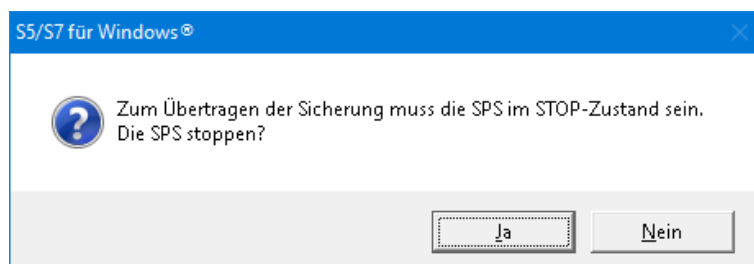 S5/S7 für Windows®
Zum Übertragen der Sicherung muss die SPS im STOP-Zustand sein.
Die SPS stoppen?
Ja
Nein